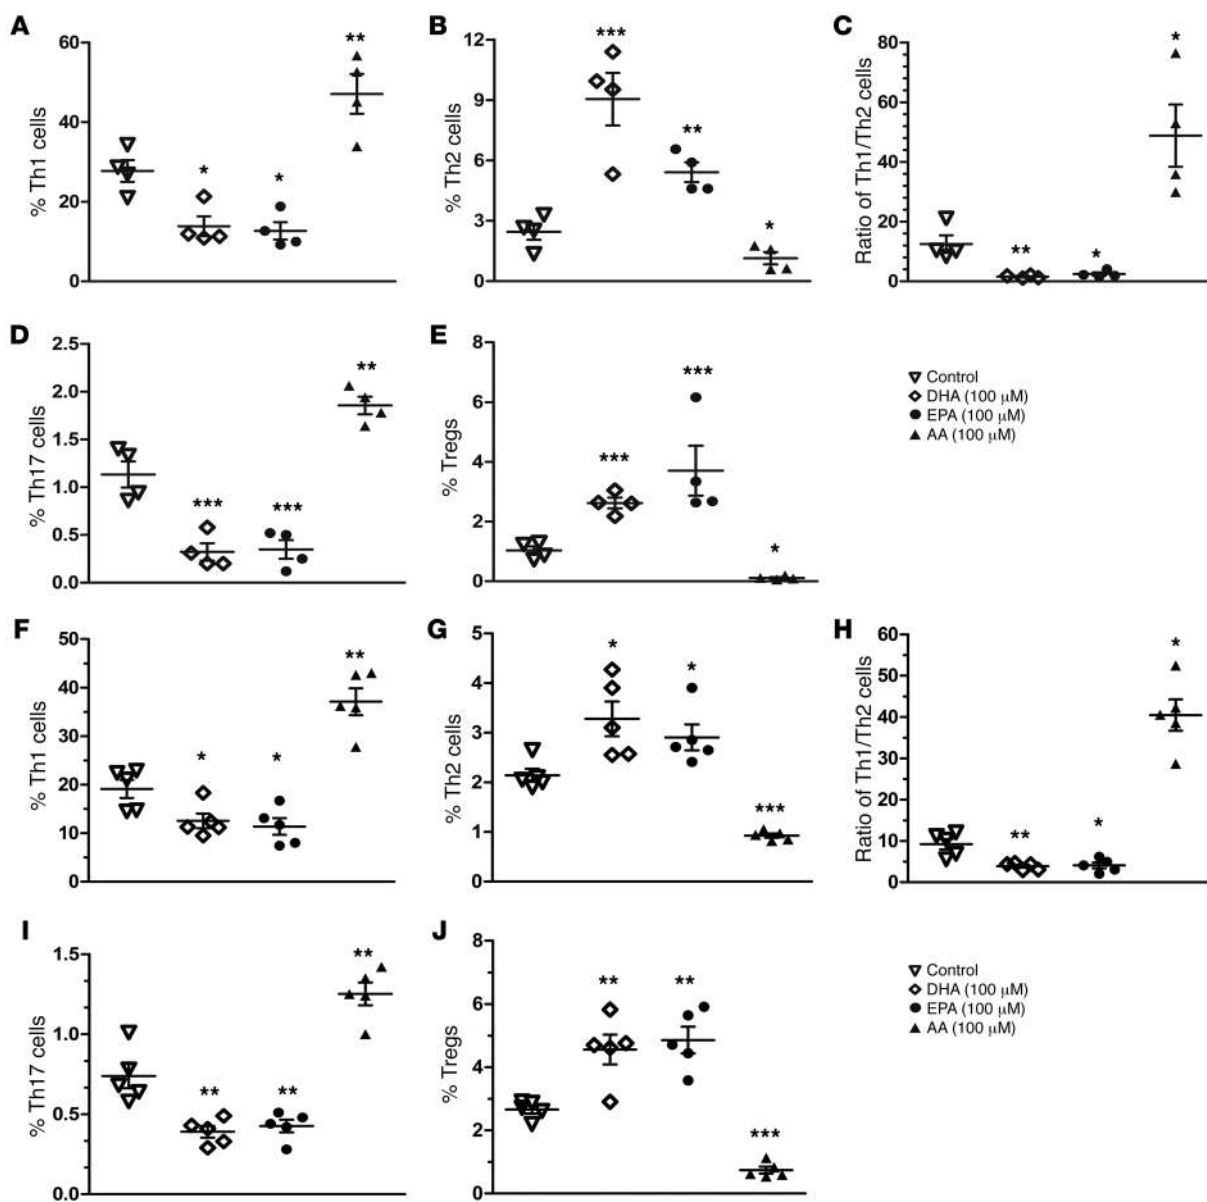 A
% Th1 cells
60
40
20
0
*
*
**
B
% Th2 cells
12
9
6
3
0
***
**
*
C
Ratio of Th1/Th2 cells
80
60
40
20
0
**
*
*
D
% Th17 cells
2.5
2.0
1.5
1.0
0.5
0.0
***
***
**
E
% Tregs
8
6
4
2
0
***
***
*
Control
DHA (100 μM)
EPA (100 μM)
AA (100 μM)
F
% Th1 cells
50
40
30
20
10
0
*
*
**
G
% Th2 cells
5
4
3
2
1
0
*
*
***
H
Ratio of Th1/Th2 cells
60
50
40
30
20
10
0
**
*
*
I
% Th17 cells
1.5
1.0
0.5
0.0
**
**
**
J
% Tregs
8
6
4
2
0
**
**
***
Control
DHA (100 μM)
EPA (100 μM)
AA (100 μM)